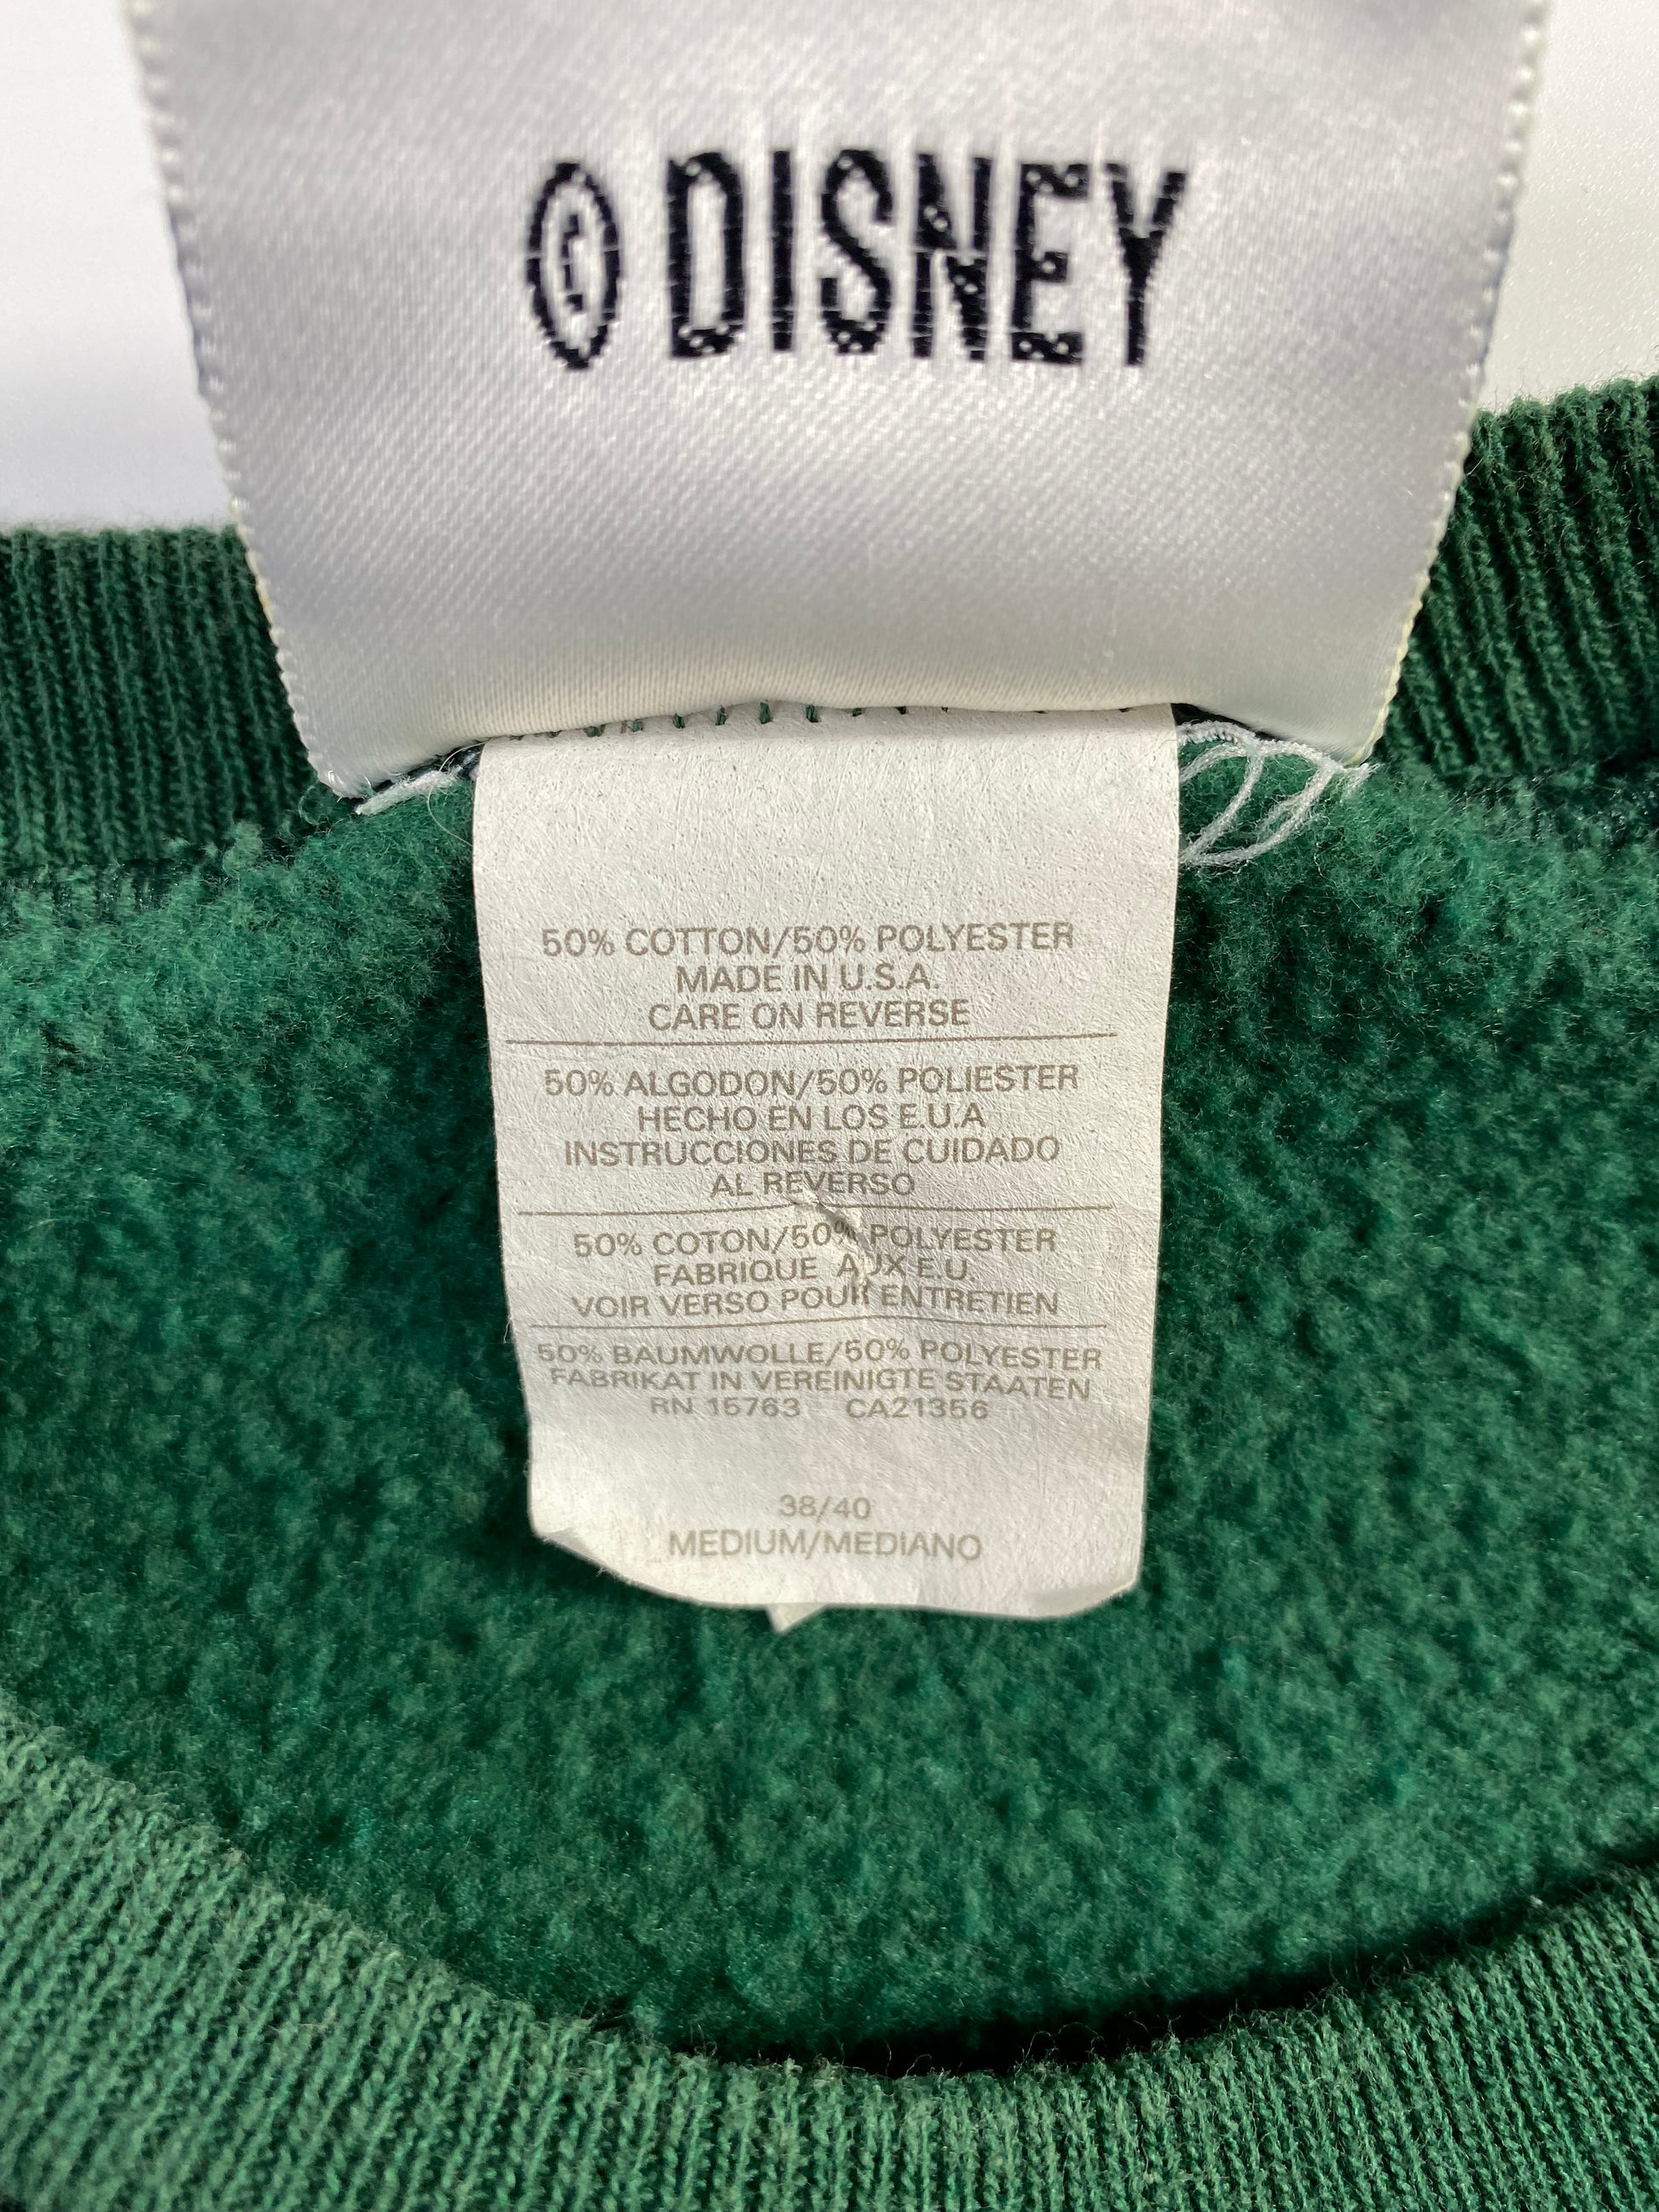 © DISNEY
50% COTTON/50% POLYESTER
MADE IN U.S.A.
CARE ON REVERSE
50% ALGODON/50% POLIESTER
HECHO EN LOS E.U.A
INSTRUCCIONES DE CUIDADO
AL REVERSO
50% COTON/50% POLYESTER
FABRIQUE AUX E.U.
VOIR VERSO POUR ENTRETIEN
50% BAUMWOLLE/50% POLYESTER
FABRIKAT IN VEREINIGTE STAATEN
RN 15763 CA21356
38/40
MEDIUM/MEDIANO